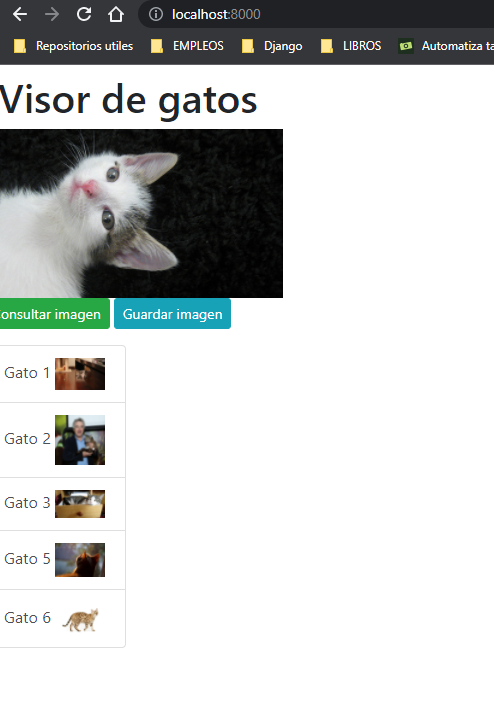 localhost:8000
Repositorios utiles EMPLEOS Django LIBROS Automatiza ta
Visor de gatos
onsultar imagen Guardar imagen
Gato 1
Gato 2
Gato 3
Gato 5
Gato 6